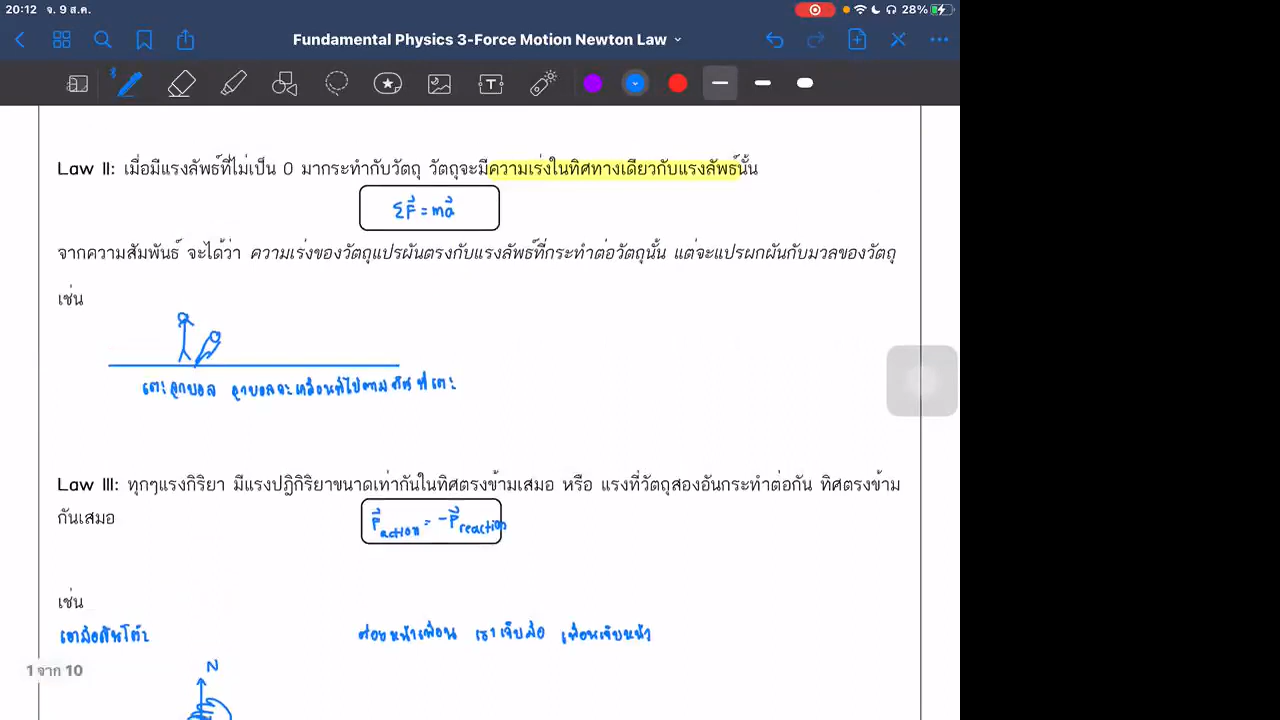 20:12 จ. 9 ส.ค.
28%
Fundamental Physics 3-Force Motion Newton Law
Law II: เมื่อมีแรงลัพธ์ที่ไม่เป็น 0 มากระทำกับวัตถุ วัตถุจะมีความเร่งในทิศทางเดียวกับแรงลัพธ์นั้น
ΣF⃗ = ma⃗
จากความสัมพันธ์ จะได้ว่า ความเร่งของวัตถุแปรผันตรงกับแรงลัพธ์ที่กระทำต่อวัตถุนั้น แต่จะแปรผกผันกับมวลของวัตถุ
เช่น
เตะลูกบอล ลูกบอลจะเคลื่อนที่ไปตามทิศที่เตะ
Law III: ทุกๆแรงกิริยา มีแรงปฏิกิริยาขนาดเท่ากันในทิศตรงข้ามเสมอ หรือ แรงที่วัตถุสองอันกระทำต่อกัน ทิศตรงข้าม
กันเสมอ
F⃗action = -F⃗reaction
เช่น
เอามือดันโต๊ะ
ต่อยหน้าเพื่อน เราเจ็บมือ เพื่อนเจ็บหน้า
1 จาก 10
N